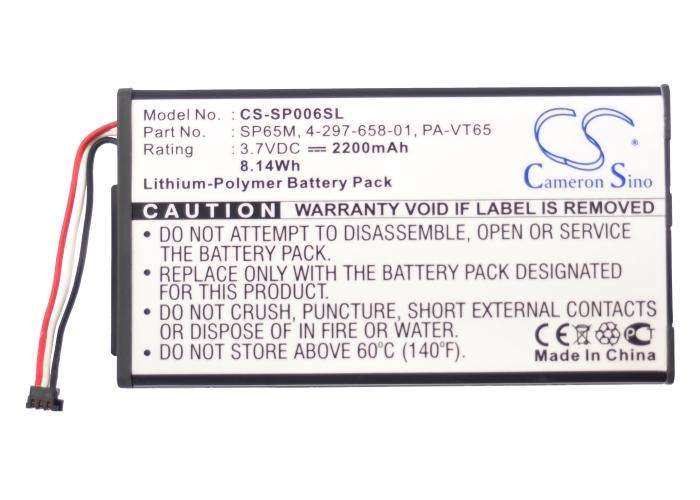 Model No. : CS-SP006SL
Part No. : SP65M, 4-297-658-01, PA-VT65
Rating : 3.7VDC ⎓ 2200mAh
8.14Wh
Lithium-Polymer Battery Pack
CS
Cameron Sino
CAUTION WARRANTY VOID IF LABEL IS REMOVED
• DO NOT ATTEMPT TO DISASSEMBLE, OPEN OR SERVICE
THE BATTERY PACK.
• REPLACE ONLY WITH THE BATTERY PACK DESIGNATED
FOR THIS PRODUCT.
• DO NOT CRUSH, PUNCTURE, SHORT EXTERNAL CONTACTS
OR DISPOSE OF IN FIRE OR WATER.
• DO NOT STORE ABOVE 60°C (140°F).
CE PS
Made In China